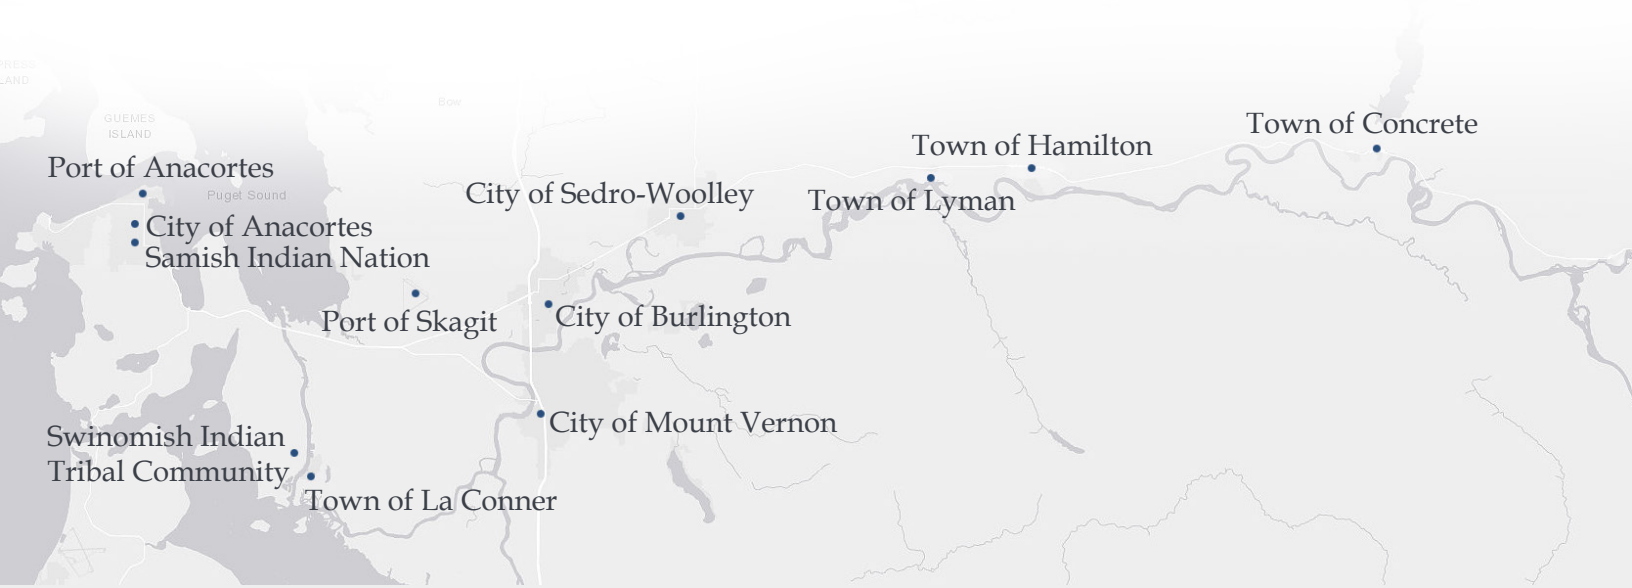 Bow
GUEMES
ISLAND
Town of Concrete
Town of Hamilton
Port of Anacortes
Puget Sound
City of Sedro-Woolley
Town of Lyman
City of Anacortes
Samish Indian Nation
Port of Skagit
City of Burlington
City of Mount Vernon
Swinomish Indian
Tribal Community
Town of La Conner